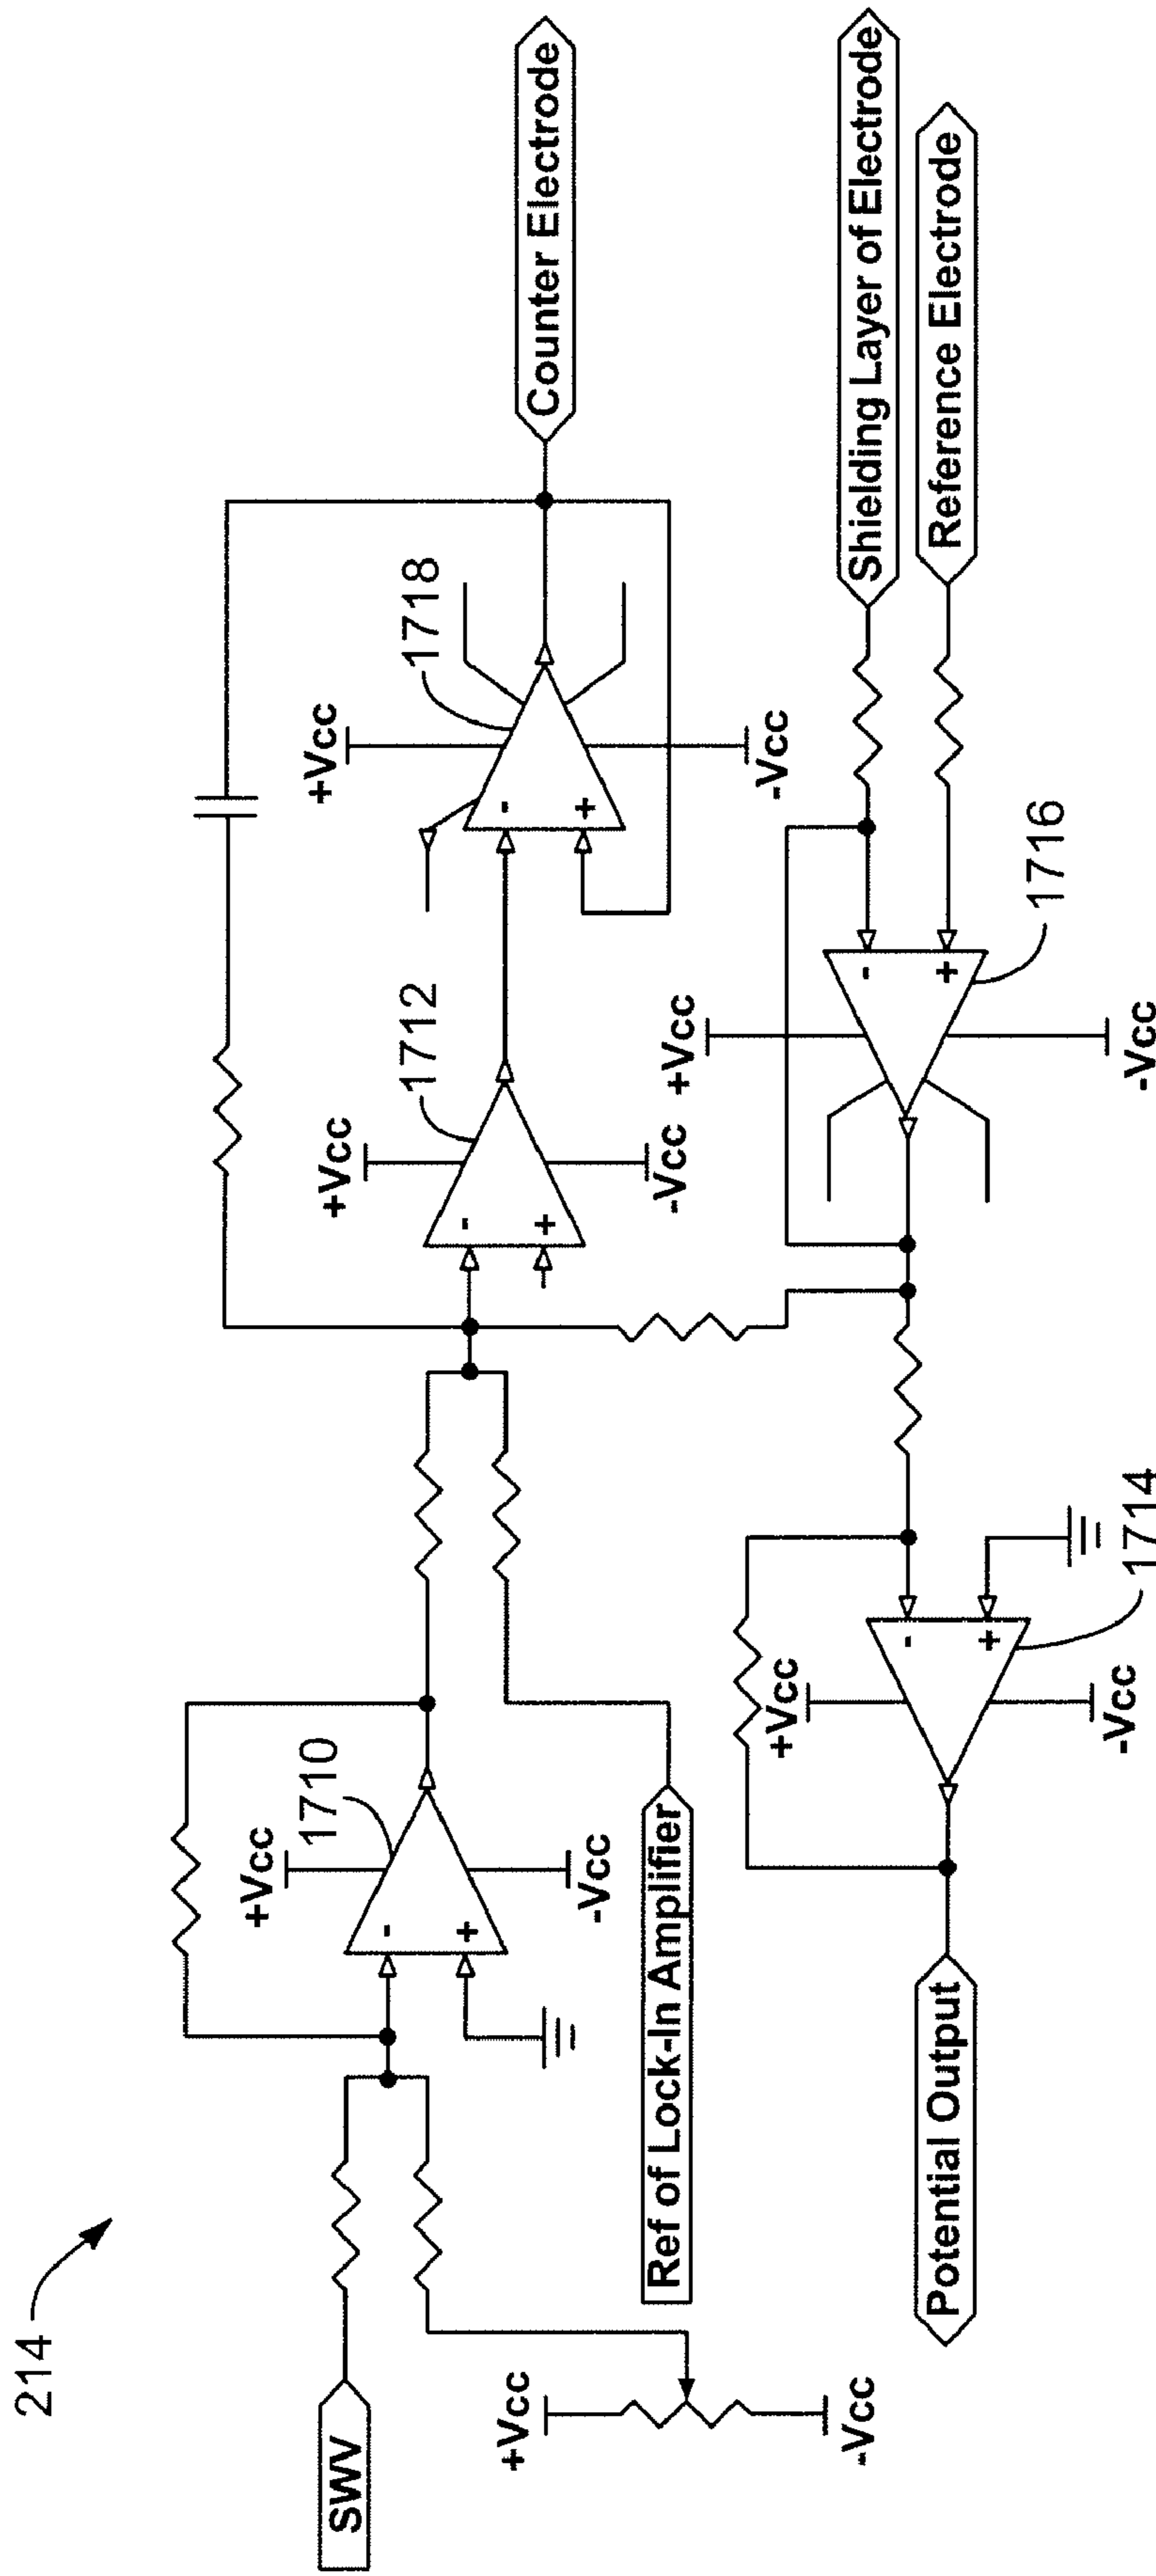 214
SWV
+Vcc
-Vcc
+Vcc
1710
-
+
-Vcc
Ref of Lock-In Amplifier
+Vcc
1712
-
+
-Vcc
+Vcc
1718
-
+
-Vcc
Counter Electrode
Potential Output
+Vcc
-
+
1714
-Vcc
+Vcc
-
+
1716
-Vcc
Shielding Layer of Electrode
Reference Electrode